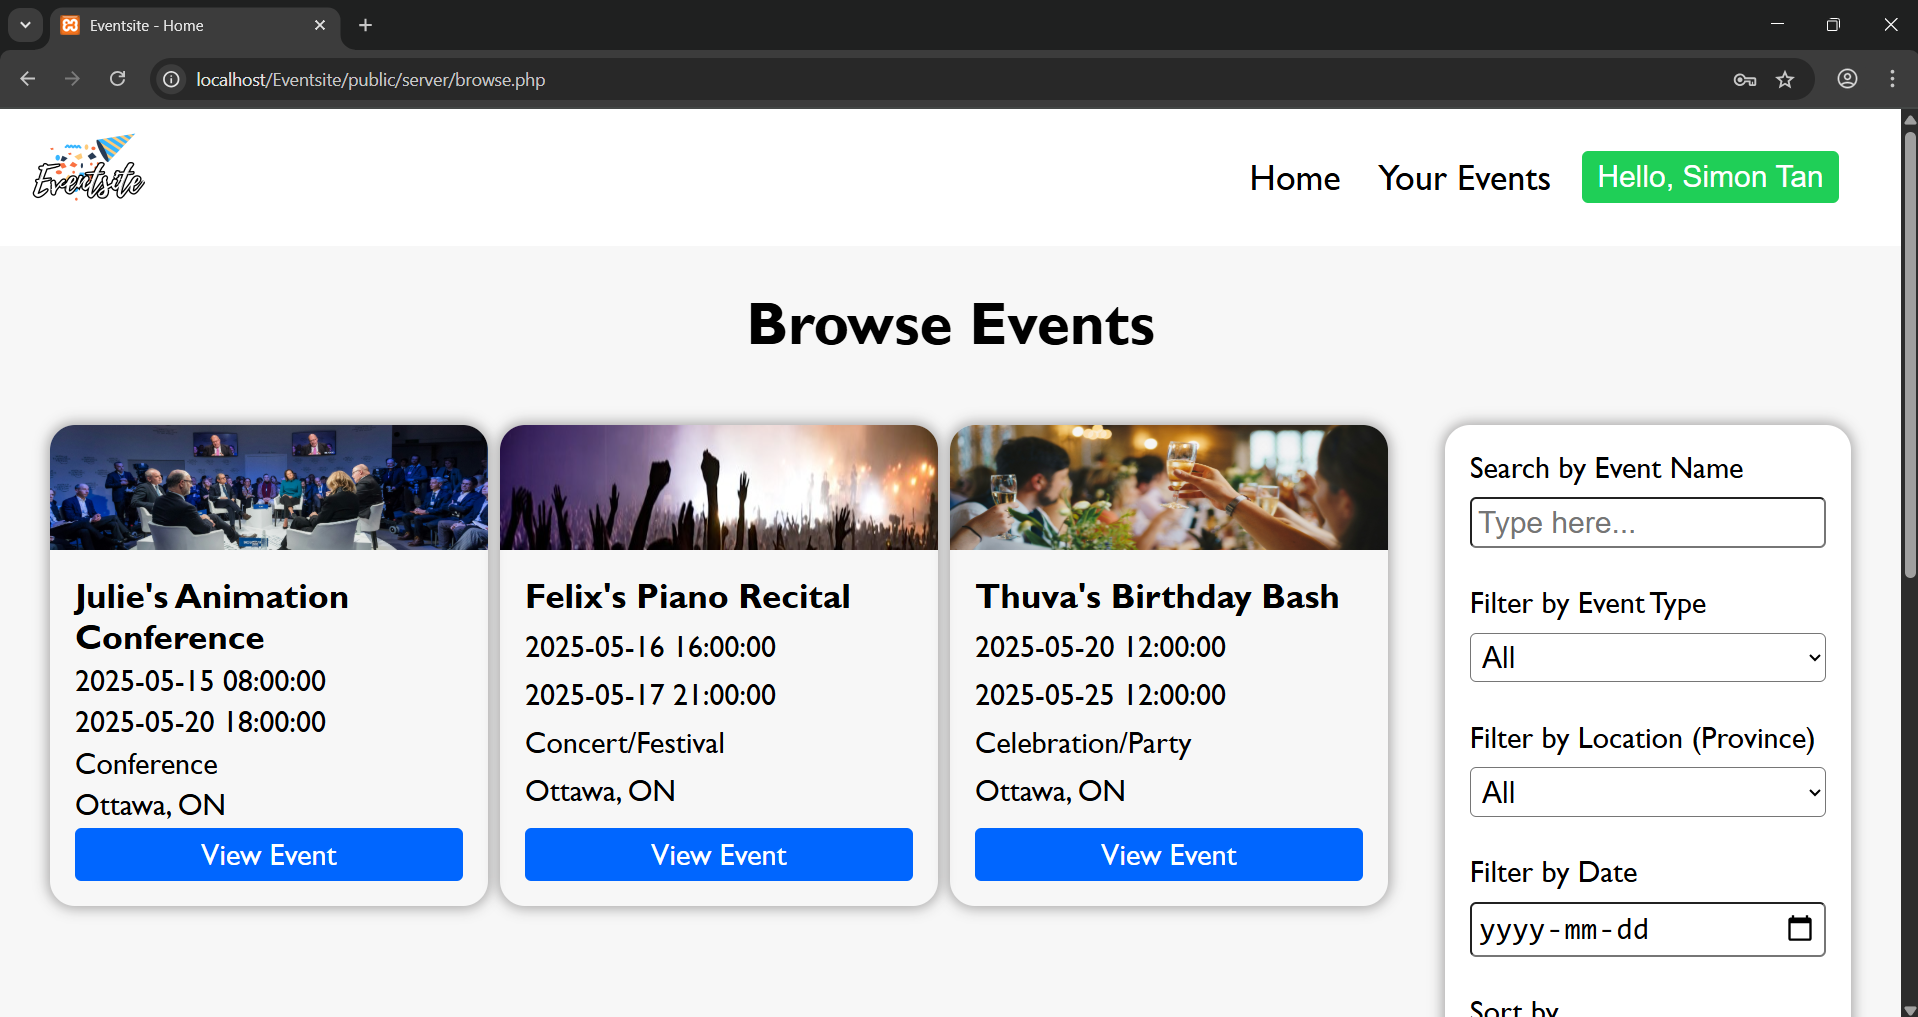 Eventsite - Home
localhost/Eventsite/public/server/browse.php
Eventsite
Home
Your Events
Hello, Simon Tan
Browse Events
Julie's Animation
Conference
2025-05-15 08:00:00
2025-05-20 18:00:00
Conference
Ottawa, ON
View Event
Felix's Piano Recital
2025-05-16 16:00:00
2025-05-17 21:00:00
Concert/Festival
Ottawa, ON
View Event
Thuva's Birthday Bash
2025-05-20 12:00:00
2025-05-25 12:00:00
Celebration/Party
Ottawa, ON
View Event
Search by Event Name
Type here...
Filter by Event Type
All
Filter by Location (Province)
All
Filter by Date
yyyy-mm-dd
Sort by